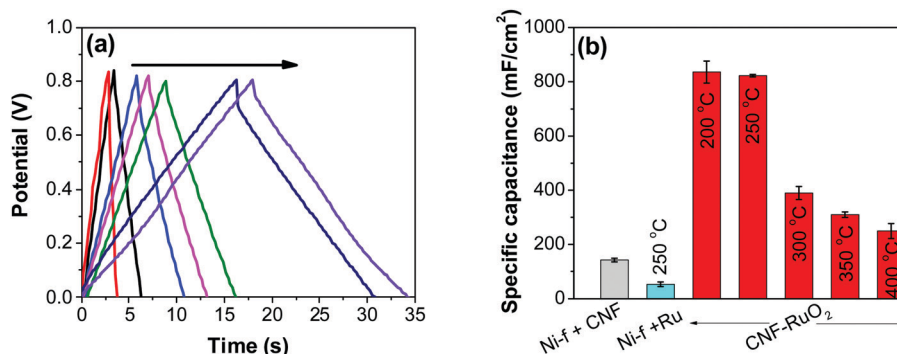 (a)
Potential (V)
1.0
0.8
0.6
0.4
0.2
0.0
0 5 10 15 20 25 30 35
Time (s)
(b)
Specific capacitance (mF/cm²)
1000
800
600
400
200
0
250 °C
200 °C
250 °C
300 °C
350 °C
400 °C
Ni-f + CNF
Ni-f +Ru
CNF-RuO₂